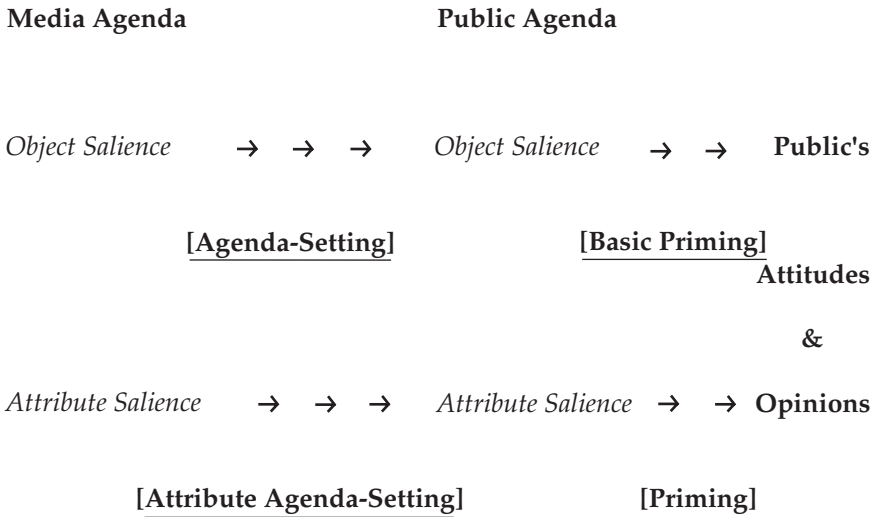 Media Agenda Public Agenda
Object Salience → → → Object Salience → → Public's
[Agenda-Setting] [Basic Priming]
Attitudes
&
Attribute Salience → → → Attribute Salience → → Opinions
[Attribute Agenda-Setting] [Priming]